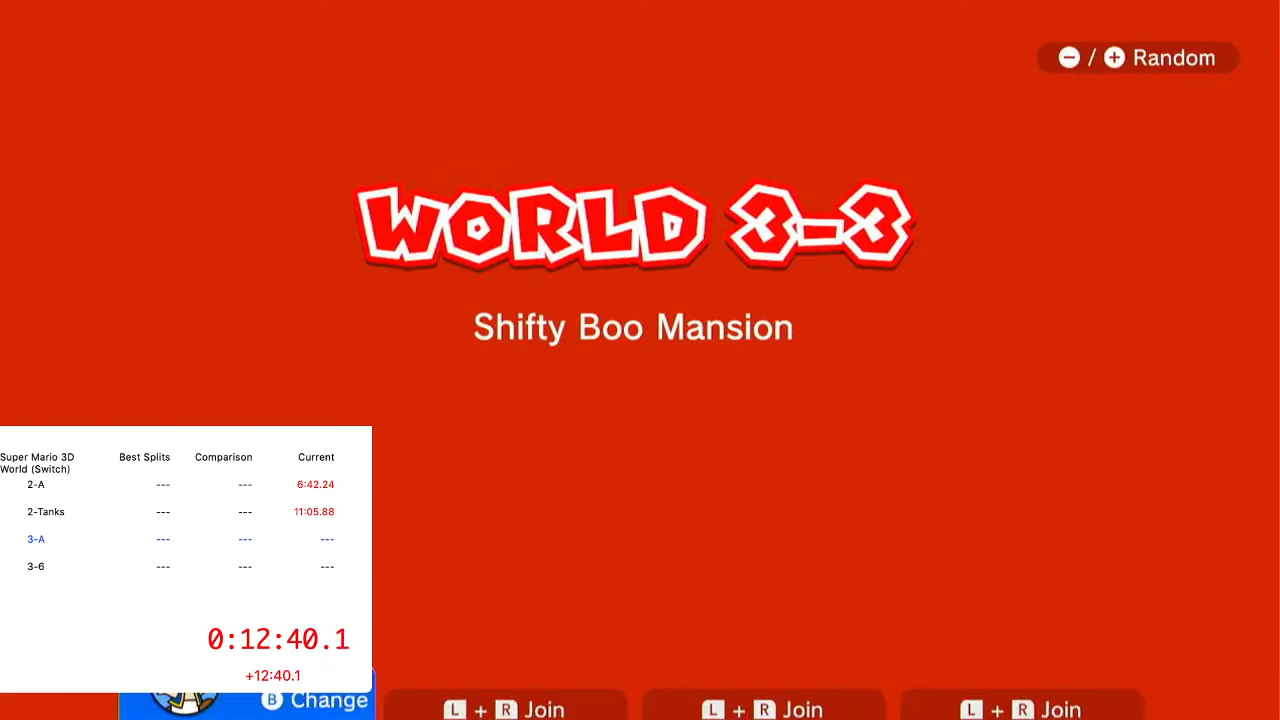 − / + Random
WORLD 3-3
Shifty Boo Mansion
Super Mario 3D World (Switch) Best Splits Comparison Current
2-A --- --- 6:42.24
2-Tanks --- --- 11:05.88
3-A --- --- ---
3-6 --- --- ---
0:12:40.1
+12:40.1
B Change
L + R Join
L + R Join
L + R Join